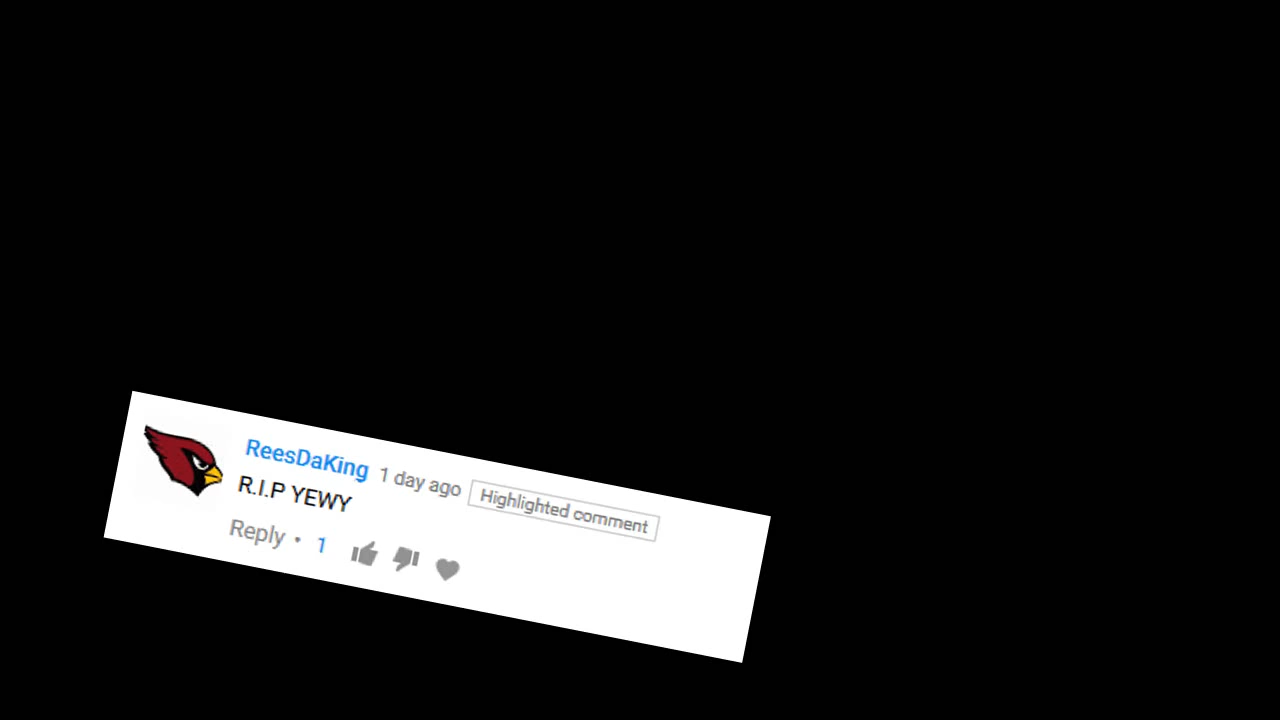 ReesDaKing 1 day ago Highlighted comment
R.I.P YEWY
Reply • 1